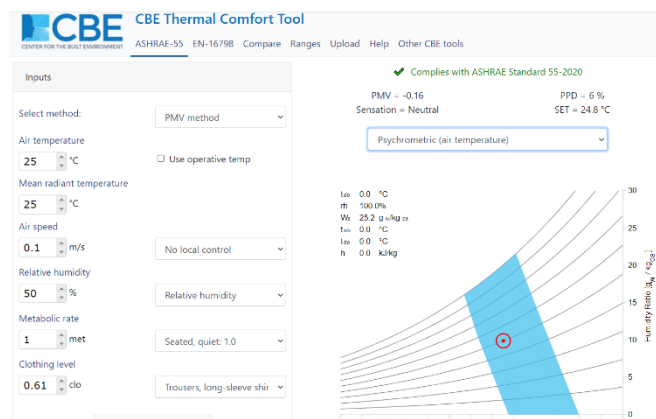 CBE
CENTER FOR THE BUILT ENVIRONMENT
CBE Thermal Comfort Tool
ASHRAE-55 EN-16798 Compare Ranges Upload Help Other CBE tools
Inputs
Select method:
PMV method
Air temperature
25 °C
Use operative temp
Mean radiant temperature
25 °C
Air speed
0.1 m/s
No local control
Relative humidity
50 %
Relative humidity
Metabolic rate
1 met
Seated, quiet: 1.0
Clothing level
0.61 clo
Trousers, long-sleeve shir
✔ Complies with ASHRAE Standard 55-2020
PMV = -0.16 PPD = 6 %
Sensation = Neutral SET = 24.8 °C
Psychrometric (air temperature)
tdb 0.0 °C
rh 100.0%
25.2
0.0 °C
0.0 °C
h 0.0 kJ/kg
30
25
20
15
10
5
0
Humidity Ratio